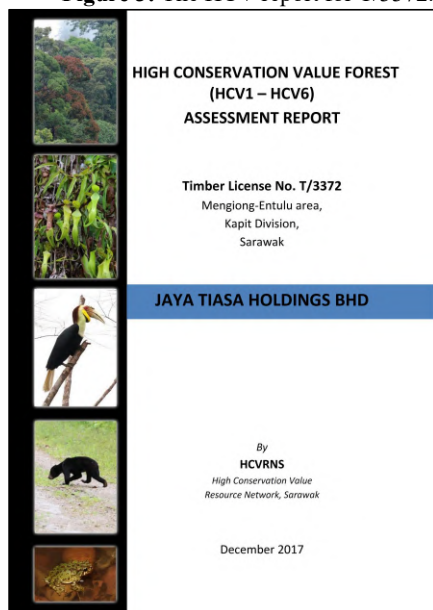 HIGH CONSERVATION VALUE FOREST
(HCV1 – HCV6)
ASSESSMENT REPORT
Timber License No. T/3372
Mengiong-Entulu area,
Kapit Division,
Sarawak
JAYA TIASA HOLDINGS BHD
By
HCVRNS
High Conservation Value
Resource Network, Sarawak
December 2017